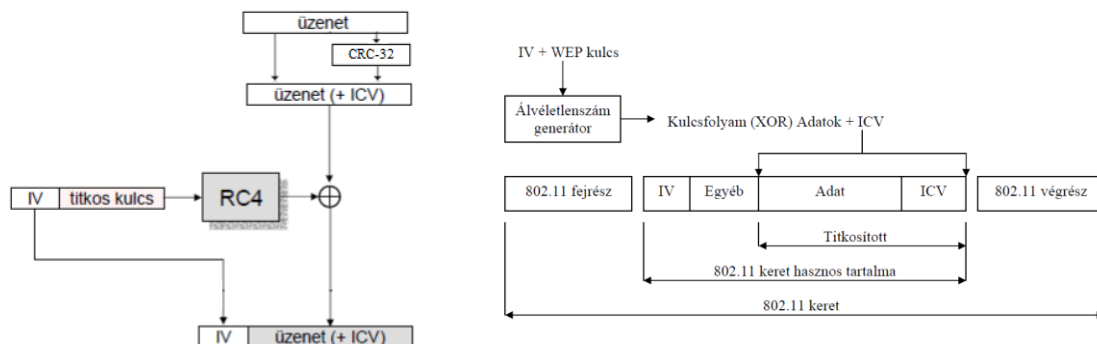 üzenet
CRC-32
üzenet (+ ICV)
IV
titkos kulcs
RC4
IV
üzenet (+ ICV)
IV + WEP kulcs
Álvéletlenszám
generátor
Kulcsfolyam (XOR) Adatok + ICV
802.11 fejrész
IV
Egyéb
Adat
ICV
802.11 végrész
Titkosított
802.11 keret hasznos tartalma
802.11 keret